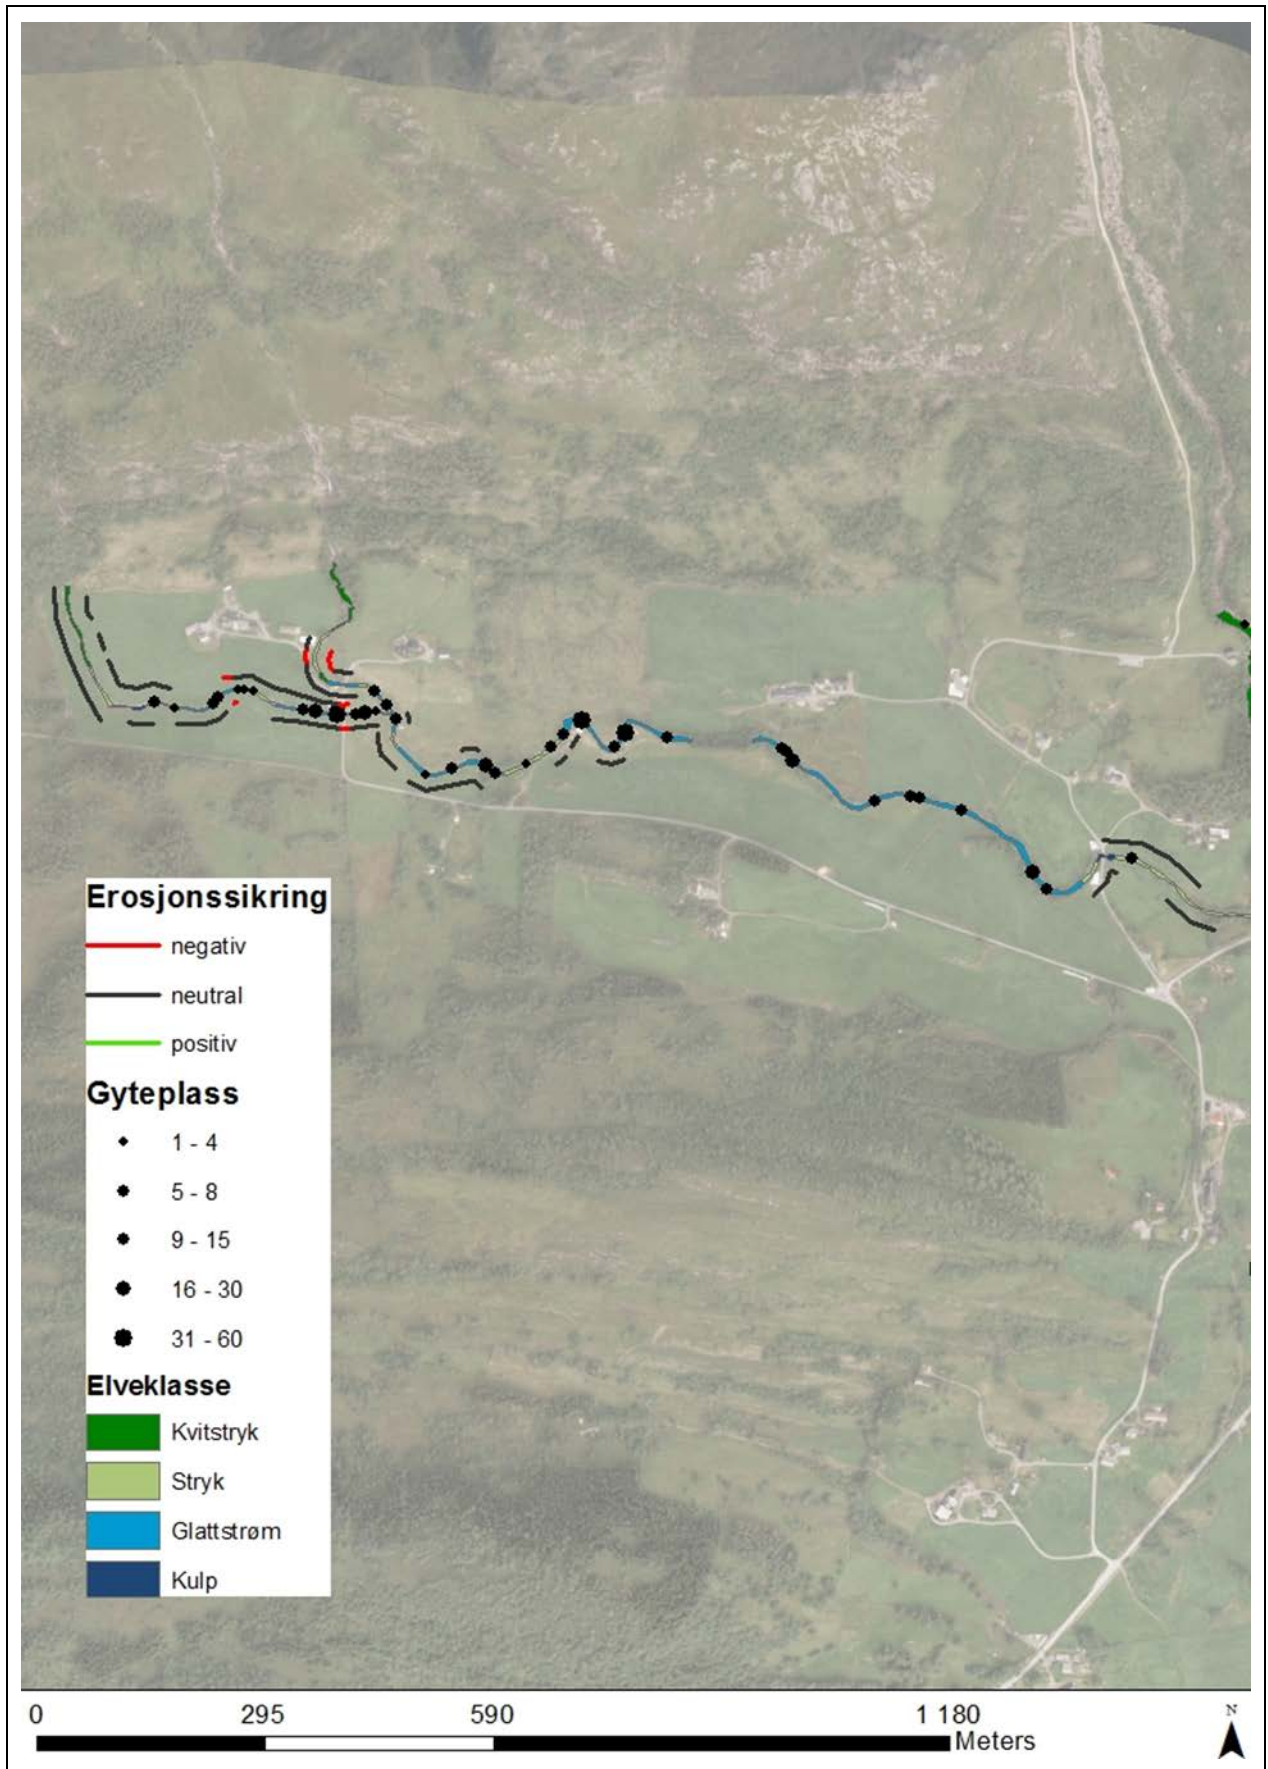 Erosjonssikring
negativ
neutral
positiv
Gyteplass
1 - 4
5 - 8
9 - 15
16 - 30
31 - 60
Elveklasse
Kvitstryk
Stryk
Glattstrøm
Kulp
0 295 590 1 180
Meters
N